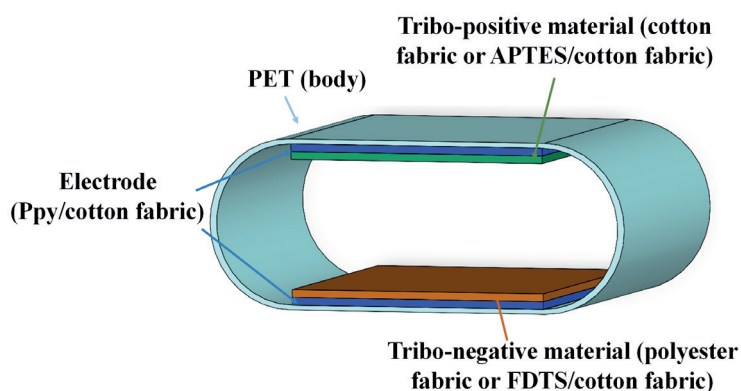 Tribo-positive material (cotton
fabric or APTES/cotton fabric)
PET (body)
Electrode
(Ppy/cotton fabric)
Tribo-negative material (polyester
fabric or FDTS/cotton fabric)